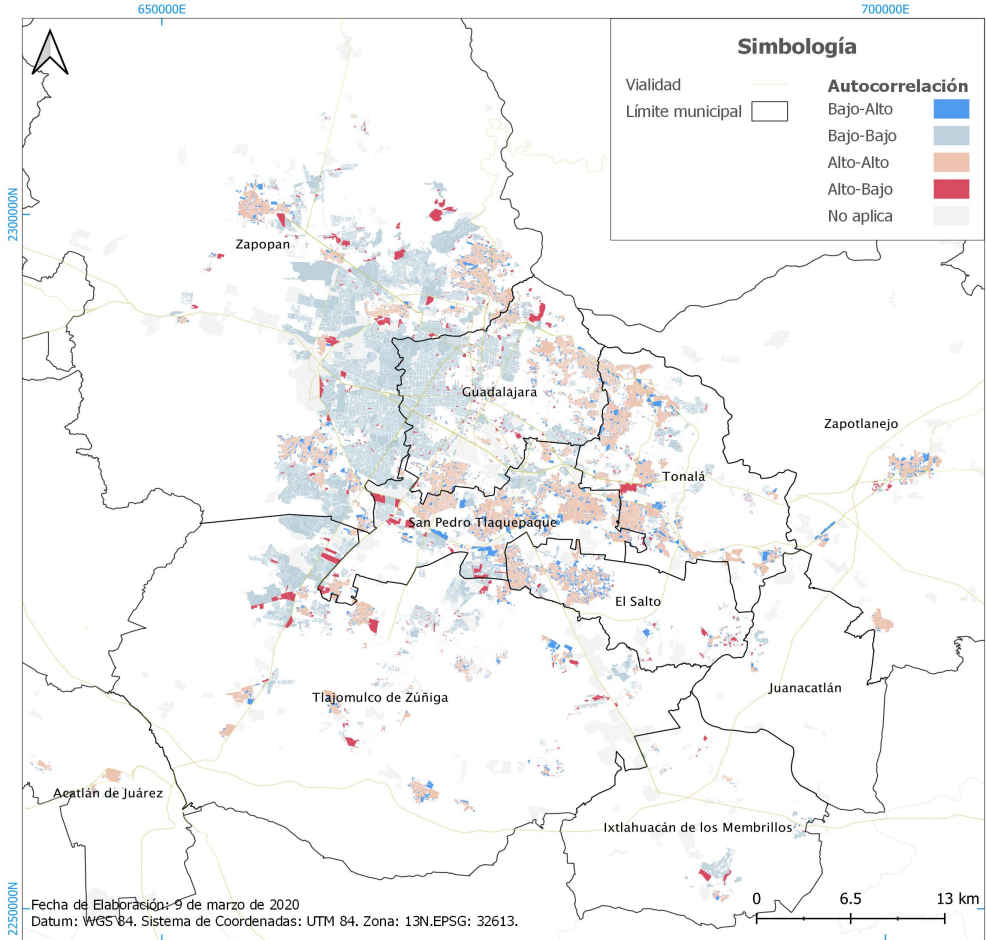 650000E
700000E
2300000N
2250000N
Simbología
Vialidad
Límite municipal
Autocorrelación
Bajo-Alto
Bajo-Bajo
Alto-Alto
Alto-Bajo
No aplica
Zapopan
Guadalajara
Zapotlanejo
Tonalá
San Pedro Tlaquepaque
El Salto
Juanacatlán
Tlajomulco de Zúñiga
Acatlán de Juárez
Ixtlahuacán de los Membrillos
Fecha de Elaboración: 9 de marzo de 2020
Datum: WGS 84. Sistema de Coordenadas: UTM 84. Zona: 13N.EPSG: 32613.
0 6.5 13 km